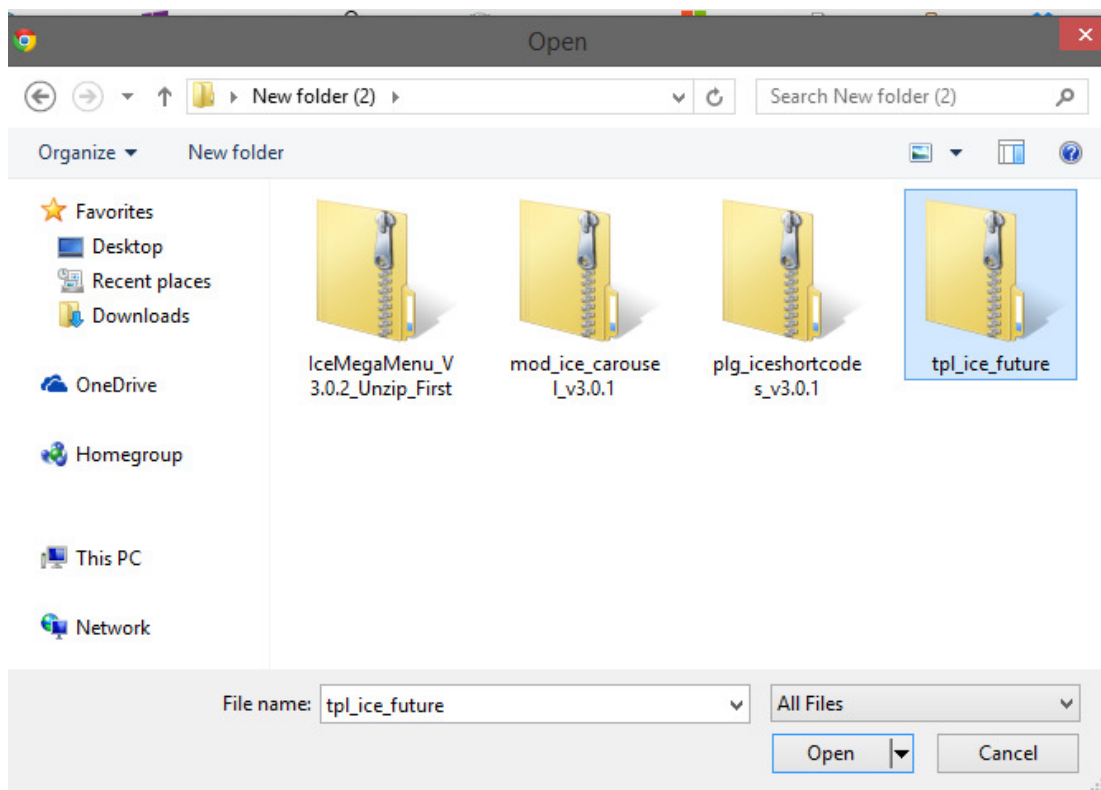 Open
New folder (2)
Search New folder (2)
Organize
New folder
Favorites
Desktop
Recent places
Downloads
OneDrive
Homegroup
This PC
Network
IceMegaMenu_V
3.0.2_Unzip_First
mod_ice_carouse
l_v3.0.1
plg_iceshortcode
s_v3.0.1
tpl_ice_future
File name: tpl_ice_future
All Files
Open
Cancel